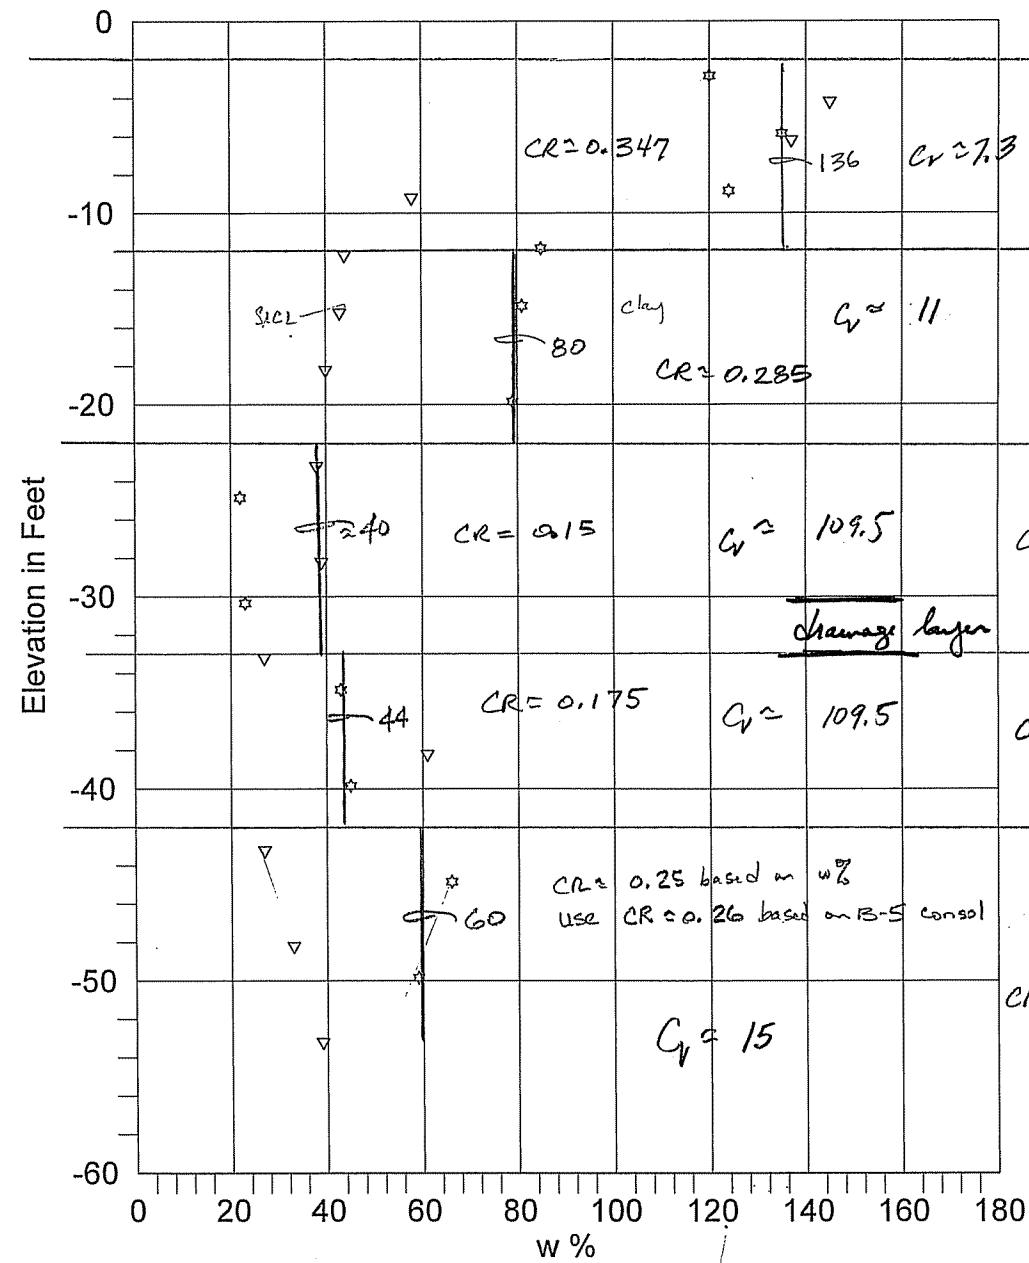 0
CR≈0.347
136
Cv ≈ 7.3
-10
SiCL
clay
Cv ≈ 11
80
CR≈ 0.285
-20
≈40
CR= 0.15
Cv ≈ 109.5
C
-30
drainage layer
44
CR= 0.175
Cv ≈ 109.5
C
-40
CR≈ 0.25 based on w%
use CR≈0.26 based on B-5 consol
60
-50
Cv ≈ 15
-60
Elevation in Feet
0 20 40 60 80 100 120 140 160 180
w %